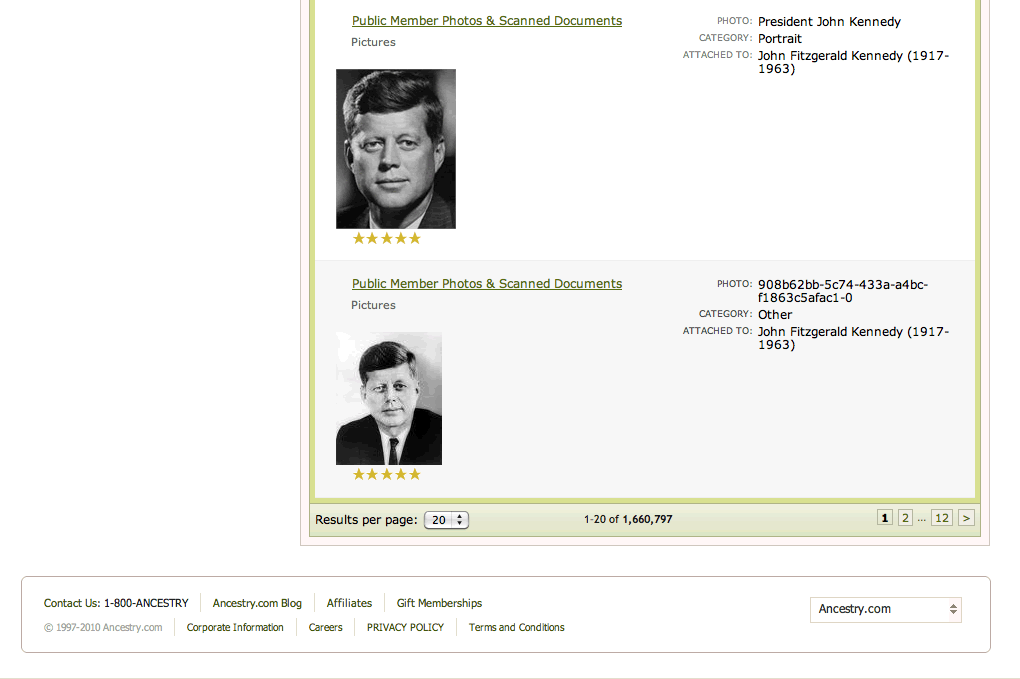 Public Member Photos & Scanned Documents
Pictures
PHOTO: President John Kennedy
CATEGORY: Portrait
ATTACHED TO: John Fitzgerald Kennedy (1917-
1963)
Public Member Photos & Scanned Documents
Pictures
PHOTO: 908b62bb-5c74-433a-a4bc-
f1863c5afac1-0
CATEGORY: Other
ATTACHED TO: John Fitzgerald Kennedy (1917-
1963)
Results per page: 20
1-20 of 1,660,797
1 2 ... 12 >
Contact Us: 1-800-ANCESTRY Ancestry.com Blog Affiliates Gift Memberships
Ancestry.com
© 1997-2010 Ancestry.com Corporate Information Careers PRIVACY POLICY Terms and Conditions